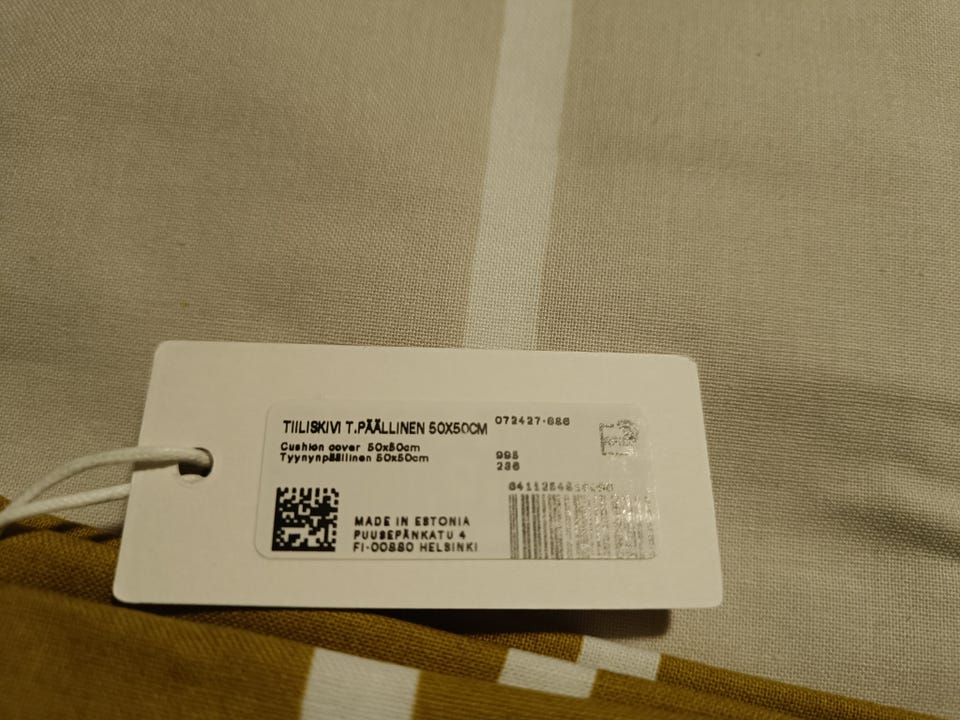 TIILISKIVI T.PÄÄLLINEN 50X50CM
072427-686
Cushion cover 50x50cm
Tyynynpäällinen 50x50cm
995
236
MADE IN ESTONIA
PUUSEPÄNKATU 4
FI-00880 HELSINKI